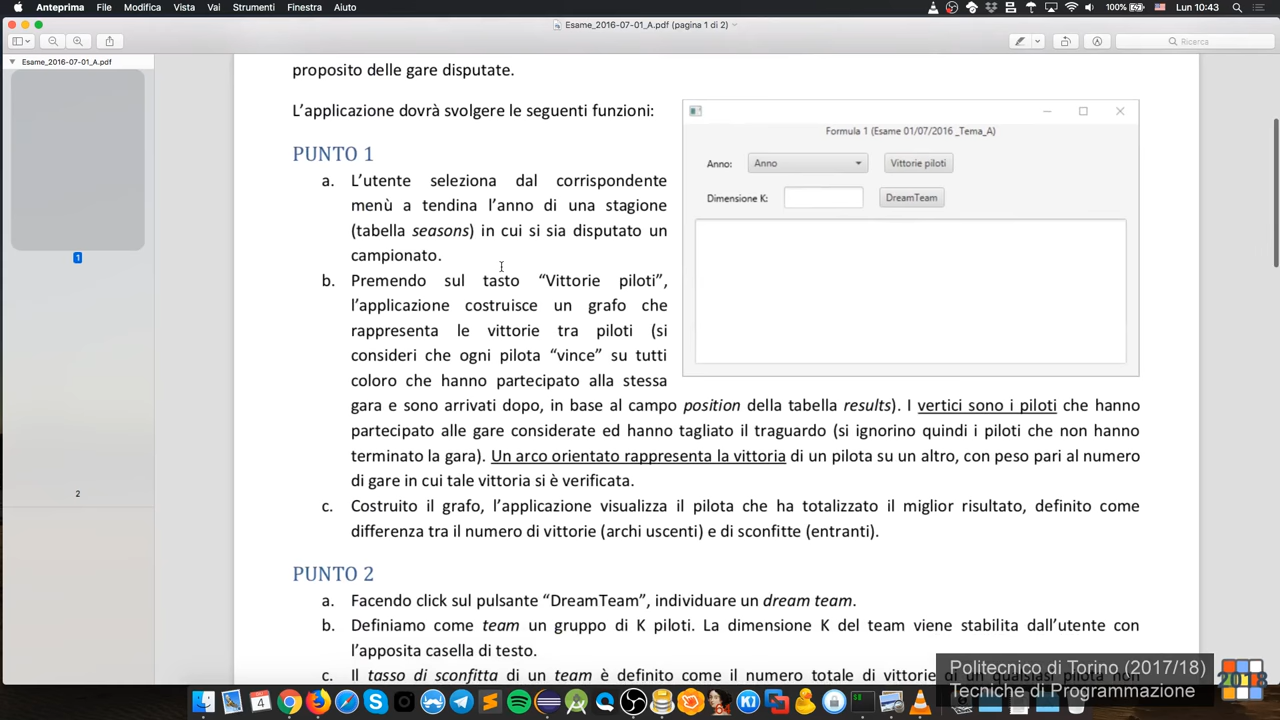 Anteprima File Modifica Vista Vai Strumenti Finestra Aiuto 100% Lun 10:43
Esame_2016-07-01_A.pdf (pagina 1 di 2)
Ricerca
Esame_2016-07-01_A.pdf
1
2
proposito delle gare disputate.
L'applicazione dovrà svolgere le seguenti funzioni:
PUNTO 1
a. L'utente seleziona dal corrispondente
menù a tendina l'anno di una stagione
(tabella seasons) in cui si sia disputato un
campionato.
b. Premendo sul tasto “Vittorie piloti”,
l'applicazione costruisce un grafo che
rappresenta le vittorie tra piloti (si
consideri che ogni pilota “vince” su tutti
coloro che hanno partecipato alla stessa
gara e sono arrivati dopo, in base al campo position della tabella results). I vertici sono i piloti che hanno
partecipato alle gare considerate ed hanno tagliato il traguardo (si ignorino quindi i piloti che non hanno
terminato la gara). Un arco orientato rappresenta la vittoria di un pilota su un altro, con peso pari al numero
di gare in cui tale vittoria si è verificata.
c. Costruito il grafo, l'applicazione visualizza il pilota che ha totalizzato il miglior risultato, definito come
differenza tra il numero di vittorie (archi uscenti) e di sconfitte (entranti).
Formula 1 (Esame 01/07/2016 _Tema_A)
Anno: Anno Vittorie piloti
Dimensione K: DreamTeam
PUNTO 2
a. Facendo click sul pulsante “DreamTeam”, individuare un dream team.
b. Definiamo come team un gruppo di K piloti. La dimensione K del team viene stabilita dall'utente con
l'apposita casella di testo.
c. Il tasso di sconfitta di un team è definito come il numero totale di vittorie di un qualsiasi pilota non
Politecnico di Torino (2017/18)
Tecniche di Programmazione
2018